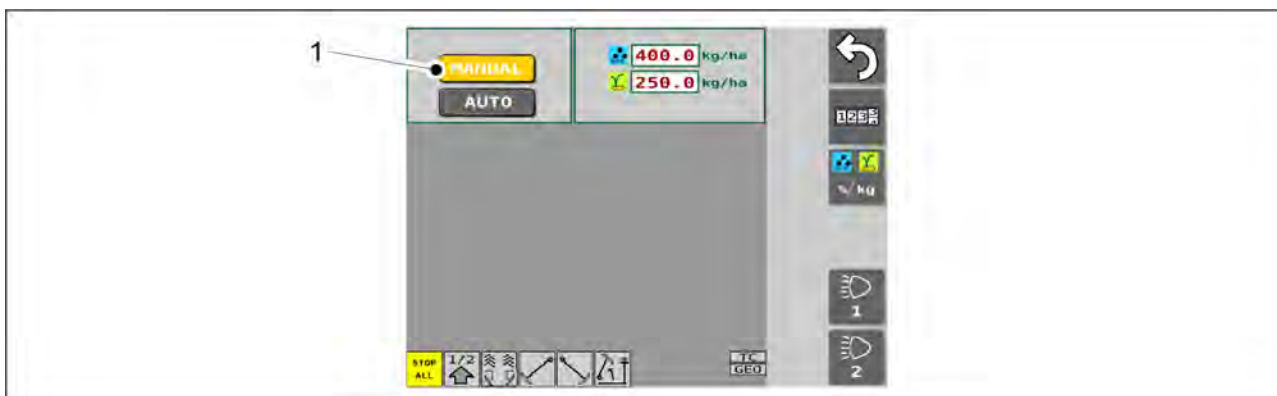 1
MANUAL
AUTO
400.0 kg/ha
250.0 kg/ha
%/kg
1
2
STOP
ALL
1/2
TC
GEO